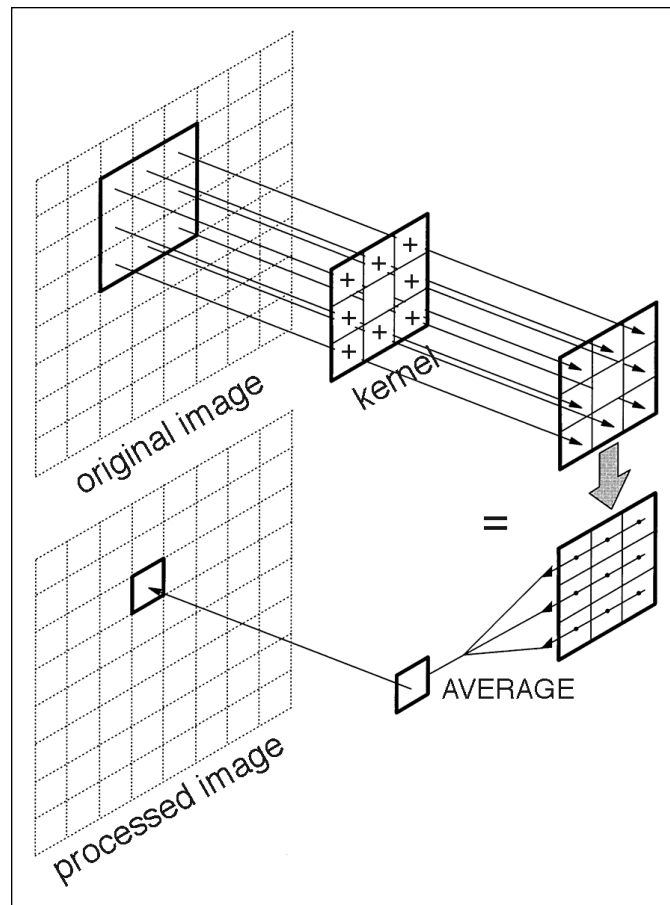 + + +
+ +
+ + +
kernel
original image
=
AVERAGE
processed image